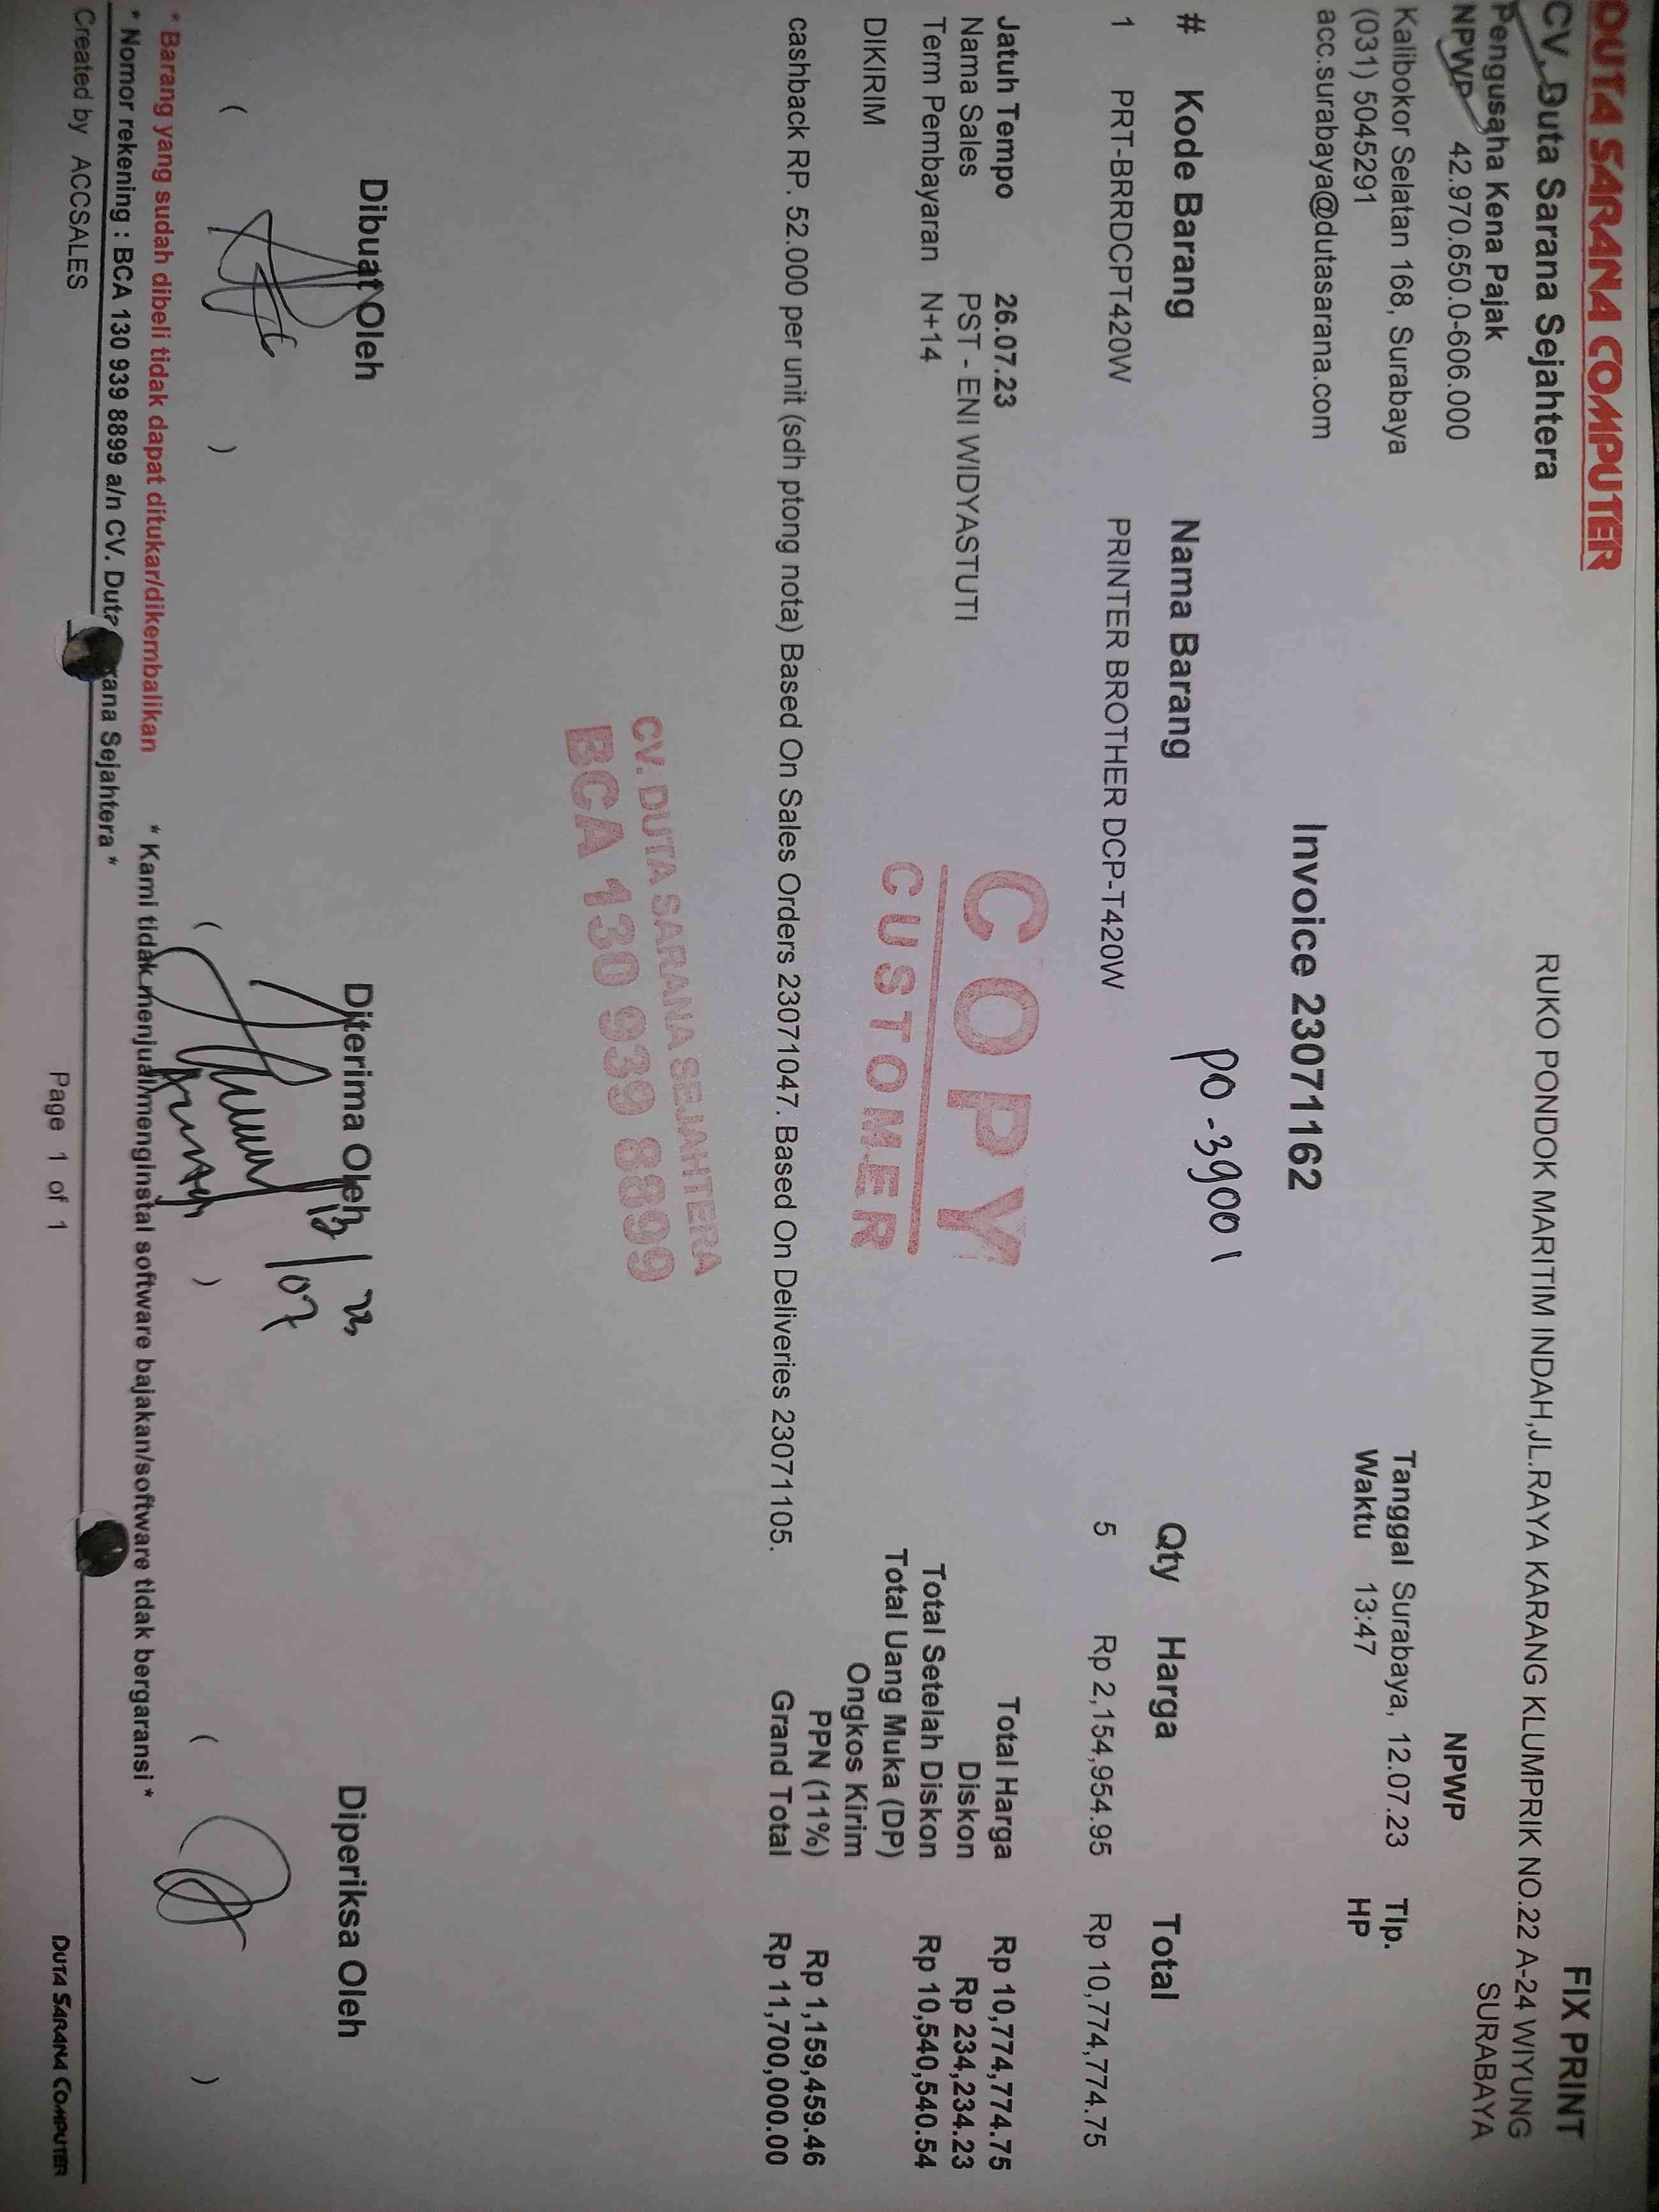 DUTA SARANA COMPUTER
CV. Duta Sarana Sejahtera
Pengusaha Kena Pajak
NPWP 42.970.650.0-606.000
Kalibokor Selatan 168, Surabaya
(031) 5045291
acc.surabaya@dutasarana.com
FIX PRINT
RUKO PONDOK MARITIM INDAH,JL.RAYA KARANG KLUMPRIK NO.22 A-24 WIYUNG
SURABAYA
NPWP
Tanggal Surabaya, 12.07.23 Tlp.
Waktu 13:47 HP
Invoice 23071162
PO-39001
# Kode Barang Nama Barang Qty Harga Total
1 PRT-BRRDCPT420W PRINTER BROTHER DCP-T420W 5 Rp 2,154,954.95 Rp 10,774,774.75
Jatuh Tempo 26.07.23
Nama Sales PST - ENI WIDYASTUTI
Term Pembayaran N+14
DIKIRIM
COPY
CUSTOMER
Total Harga Rp 10,774,774.75
Diskon Rp 234,234.23
Total Setelah Diskon Rp 10,540,540.54
Total Uang Muka (DP)
Ongkos Kirim
PPN (11%) Rp 1,159,459.46
Grand Total Rp 11,700,000.00
cashback RP. 52.000 per unit (sdh ptong nota) Based On Sales Orders 23071047. Based On Deliveries 23071105.
CV. DUTA SARANA SEJAHTERA
BCA 130 939 8899
Dibuat Oleh Diterima Oleh Diperiksa Oleh
( ) ( ) ( )
* Barang yang sudah dibeli tidak dapat ditukar/dikembalikan * Kami tidak menjual/menginstal software bajakan/software tidak bergaransi *
* Nomor rekening : BCA 130 939 8899 a/n CV. Duta Sarana Sejahtera *
Created by ACCSALES Page 1 of 1 DUTA SARANA COMPUTER